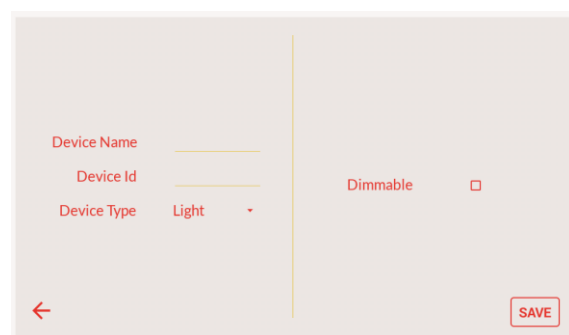 Device Name
Device Id
Device Type Light
Dimmable
SAVE